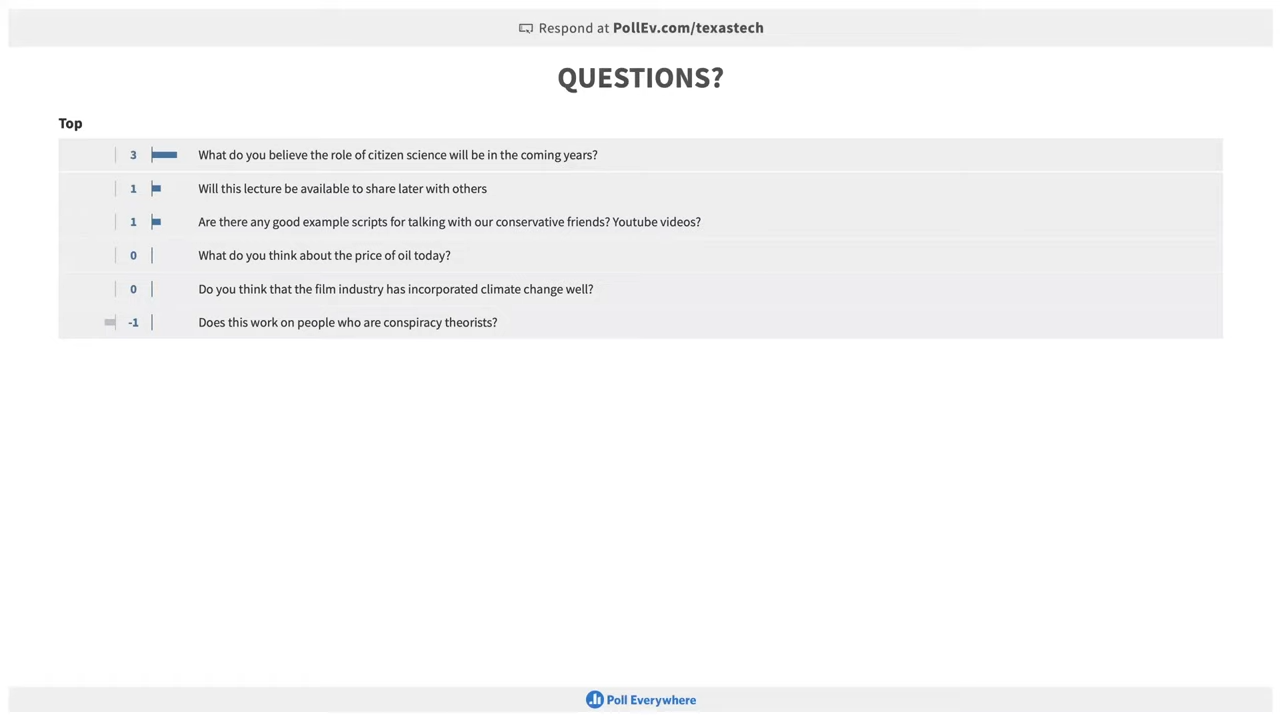 Respond at PollEv.com/texastech
QUESTIONS?
Top
3 What do you believe the role of citizen science will be in the coming years?
1 Will this lecture be available to share later with others
1 Are there any good example scripts for talking with our conservative friends? Youtube videos?
0 What do you think about the price of oil today?
0 Do you think that the film industry has incorporated climate change well?
-1 Does this work on people who are conspiracy theorists?
Poll Everywhere